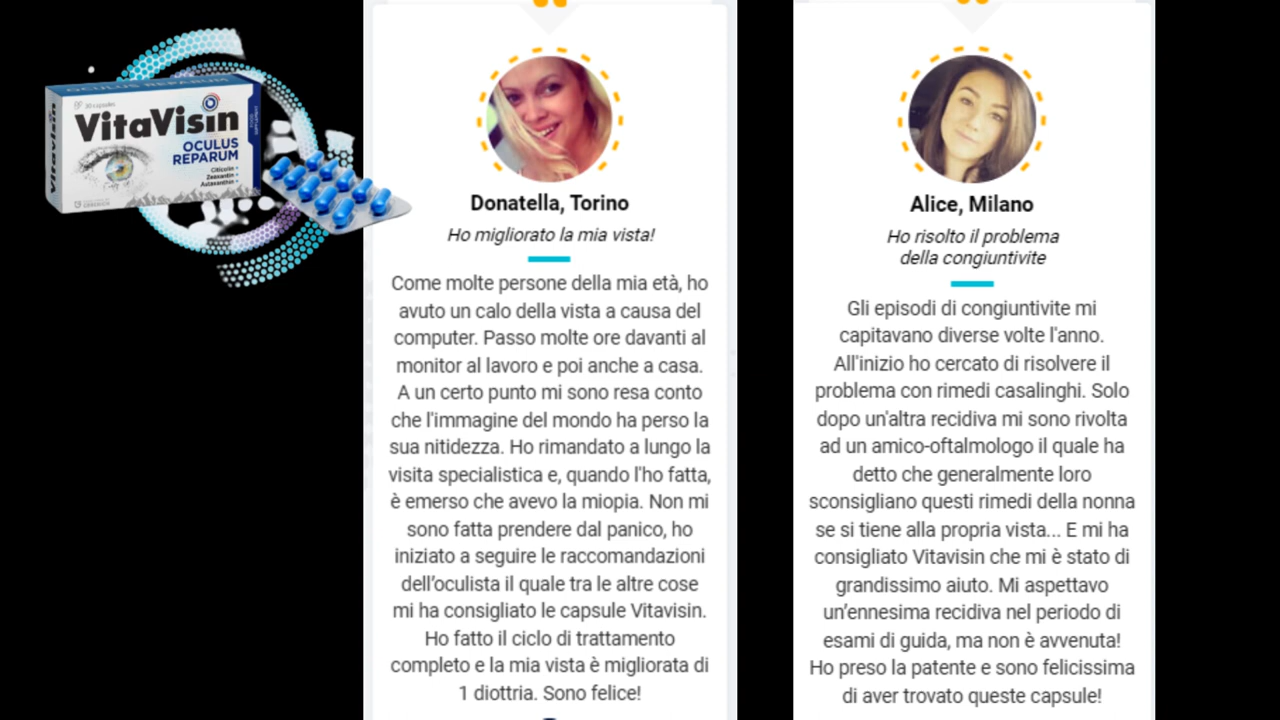 OCULUS REPARUM
30 capsules
VitaVisin
VitaVisin
OCULUS
REPARUM
Citicolin
Zeaxantin
Astaxanthin
Donatella, Torino
Ho migliorato la mia vista!
Come molte persone della mia età, ho
avuto un calo della vista a causa del
computer. Passo molte ore davanti al
monitor al lavoro e poi anche a casa.
A un certo punto mi sono resa conto
che l'immagine del mondo ha perso la
sua nitidezza. Ho rimandato a lungo la
visita specialistica e, quando l'ho fatta,
è emerso che avevo la miopia. Non mi
sono fatta prendere dal panico, ho
iniziato a seguire le raccomandazioni
dell’oculista il quale tra le altre cose
mi ha consigliato le capsule Vitavisin.
Ho fatto il ciclo di trattamento
completo e la mia vista è migliorata di
1 diottria. Sono felice!
Alice, Milano
Ho risolto il problema
della congiuntivite
Gli episodi di congiuntivite mi
capitavano diverse volte l'anno.
All'inizio ho cercato di risolvere il
problema con rimedi casalinghi. Solo
dopo un'altra recidiva mi sono rivolta
ad un amico-oftalmologo il quale ha
detto che generalmente loro
sconsigliano questi rimedi della nonna
se si tiene alla propria vista... E mi ha
consigliato Vitavisin che mi è stato di
grandissimo aiuto. Mi aspettavo
un’ennesima recidiva nel periodo di
esami di guida, ma non è avvenuta!
Ho preso la patente e sono felicissima
di aver trovato queste capsule!